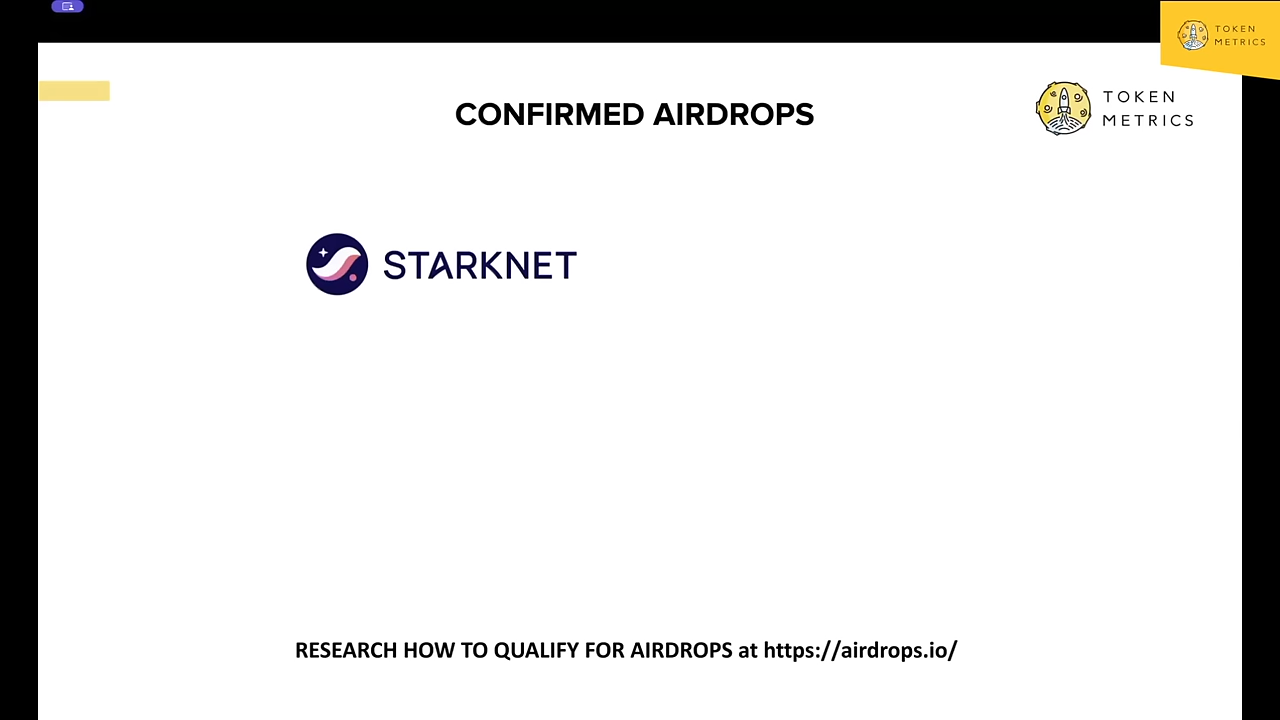 TOKEN
METRICS
CONFIRMED AIRDROPS
TOKEN
METRICS
STARKNET
RESEARCH HOW TO QUALIFY FOR AIRDROPS at https://airdrops.io/